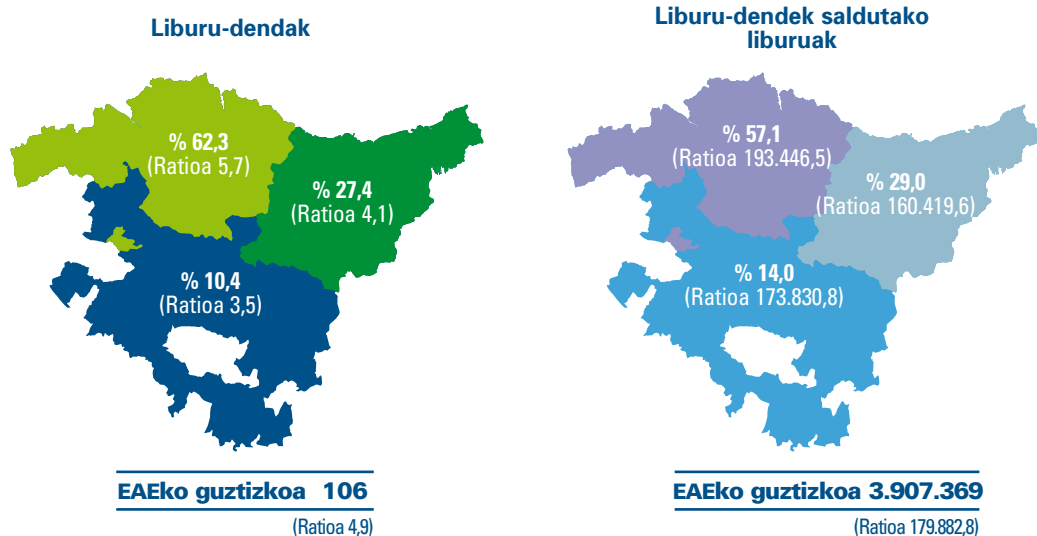 Liburu-dendak
% 62,3
(Ratioa 5,7)
% 27,4
(Ratioa 4,1)
% 10,4
(Ratioa 3,5)
EAEko guztizkoa 106
(Ratioa 4,9)
Liburu-dendek saldutako
liburuak
% 57,1
(Ratioa 193.446,5)
% 29,0
(Ratioa 160.419,6)
% 14,0
(Ratioa 173.830,8)
EAEko guztizkoa 3.907.369
(Ratioa 179.882,8)